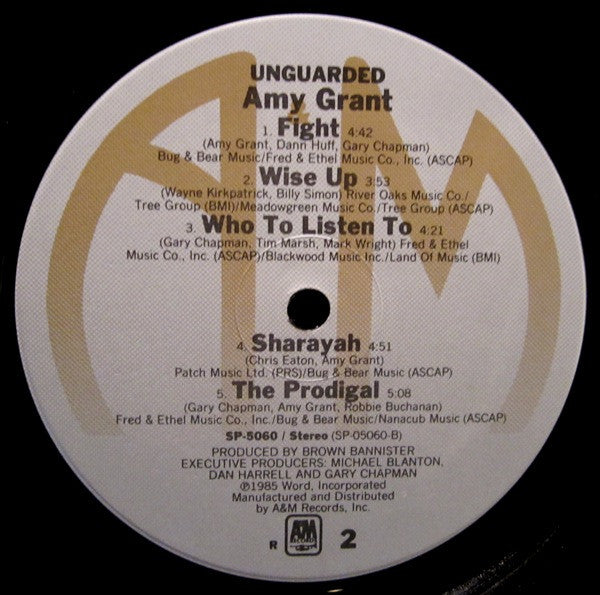 UNGUARDED
Amy Grant
1. Fight 4:42
(Amy Grant, Dann Huff, Gary Chapman)
Bug & Bear Music/Fred & Ethel Music Co., Inc. (ASCAP)
2. Wise Up 3:53
(Wayne Kirkpatrick, Billy Simon) River Oaks Music Co./
Tree Group (BMI)/Meadowgreen Music Co./Tree Group (ASCAP)
3. Who To Listen To 4:21
(Gary Chapman, Tim Marsh, Mark Wright) Fred & Ethel
Music Co., Inc. (ASCAP)/Blackwood Music Inc./Land Of Music (BMI)
4. Sharayah 4:51
(Chris Eaton, Amy Grant)
Patch Music Ltd. (PRS)/Bug & Bear Music (ASCAP)
5. The Prodigal 5:08
(Gary Chapman, Amy Grant, Robbie Buchanan)
Fred & Ethel Music Co., Inc./Bug & Bear Music/Nanacub Music (ASCAP)
SP-5060 / Stereo (SP-05060-B)
PRODUCED BY BROWN BANNISTER
EXECUTIVE PRODUCERS: MICHAEL BLANTON,
DAN HARRELL AND GARY CHAPMAN
℗1985 Word, Incorporated
Manufactured and Distributed
by A&M Records, Inc.
R A&M RECORDS 2